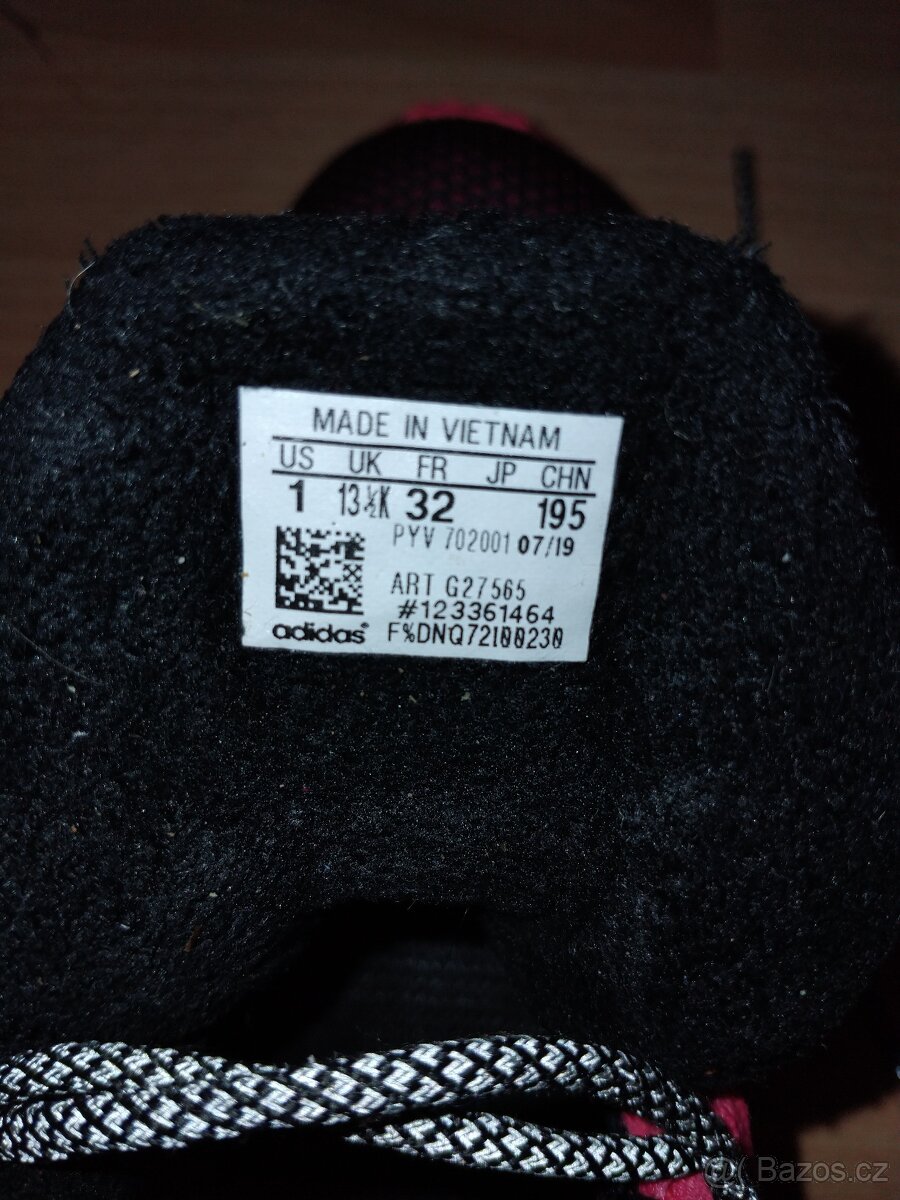 MADE IN VIETNAM
US UK FR JP CHN
1 13½K 32 195
PYV 702001 07/19
ART G27565
#123361464
adidas® F%DNQ72I00230
@( Bazos.cz